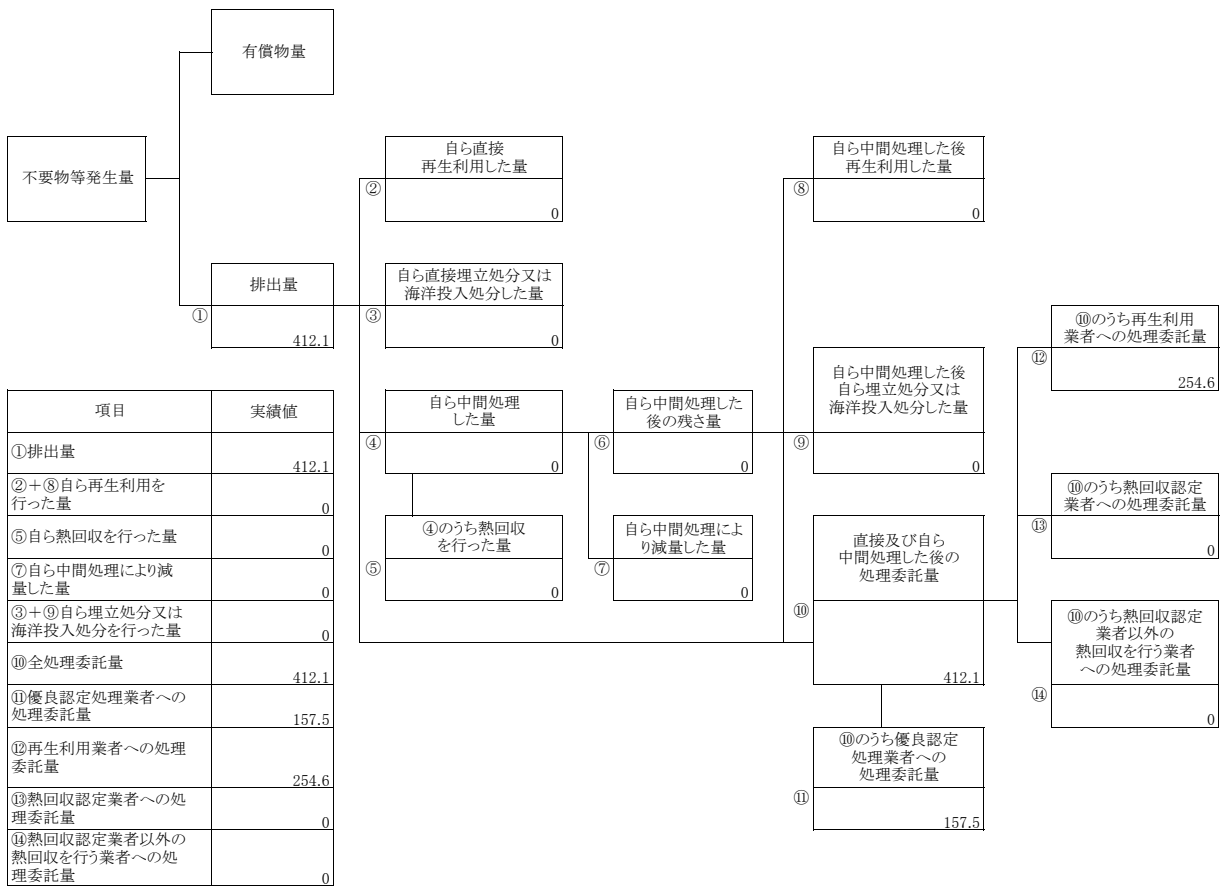 有償物量
不要物等発生量
自ら直接
再生利用した量
②
0
自ら中間処理した後
再生利用した量
⑧
0
排出量
①
412.1
自ら直接埋立処分又は
海洋投入処分した量
③
0
⑩のうち再生利用
業者への処理委託量
⑫
254.6
自ら中間処理
した量
④
0
自ら中間処理した
後の残さ量
⑥
0
自ら中間処理した後
自ら埋立処分又は
海洋投入処分した量
⑨
0
⑩のうち熱回収認定
業者への処理委託量
⑬
0
④のうち熱回収
を行った量
⑤
0
自ら中間処理によ
り減量した量
⑦
0
直接及び自ら
中間処理した後の
処理委託量
⑩
412.1
⑩のうち熱回収認定
業者以外の
熱回収を行う業者
への処理委託量
⑭
0
⑩のうち優良認定
処理業者への
処理委託量
⑪
157.5
項目 実績値
①排出量 412.1
②+⑧自ら再生利用を
行った量 0
⑤自ら熱回収を行った量 0
⑦自ら中間処理により減
量した量 0
③+⑨自ら埋立処分又は
海洋投入処分を行った量 0
⑩全処理委託量 412.1
⑪優良認定処理業者への
処理委託量 157.5
⑫再生利用業者への処理
委託量 254.6
⑬熱回収認定業者への処
理委託量 0
⑭熱回収認定業者以外の
熱回収を行う業者への処
理委託量 0